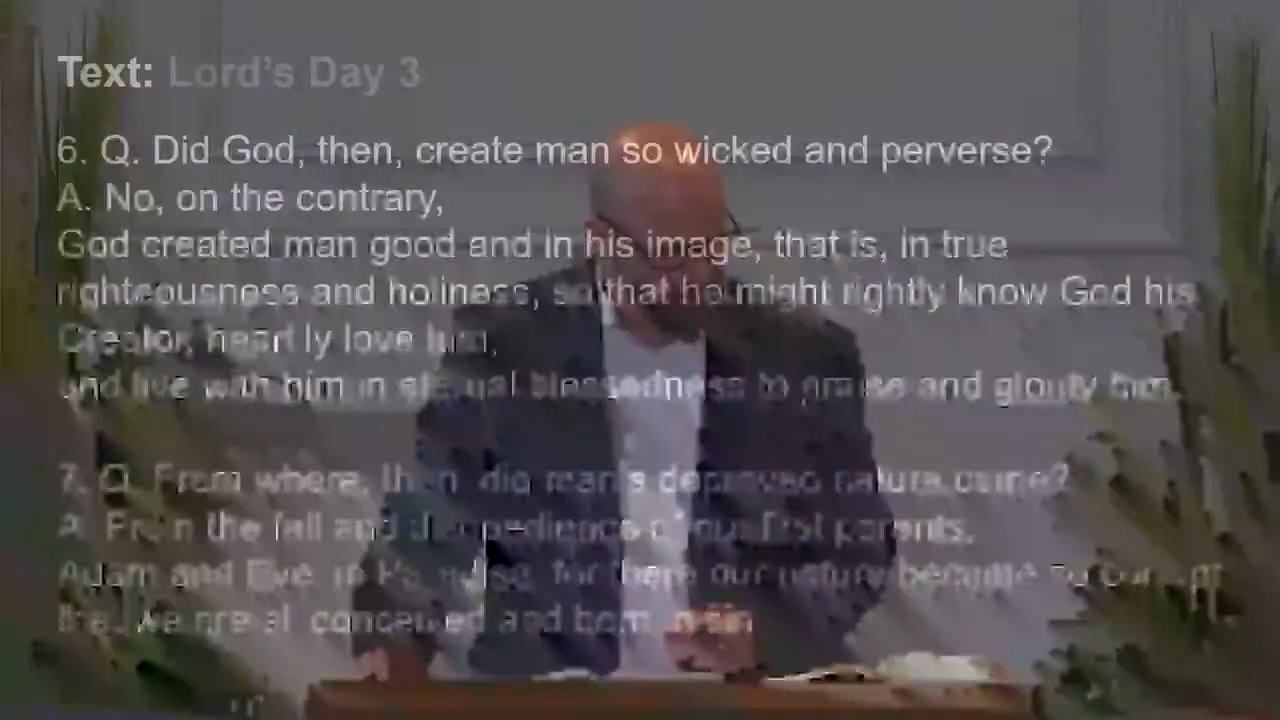 Text: Lord's Day 3
6. Q. Did God, then, create man so wicked and perverse?
A. No, on the contrary,
God created man good and in his image, that is, in true
righteousness and holiness, so that he might rightly know God his
Creator, heartily love him,
and live with him in eternal blessedness to praise and glorify him.
7. Q. From where, then, did man's depraved nature come?
A. From the fall and disobedience of our first parents,
Adam and Eve, in Paradise, for there our nature became so corrupt
that we are all conceived and born in sin